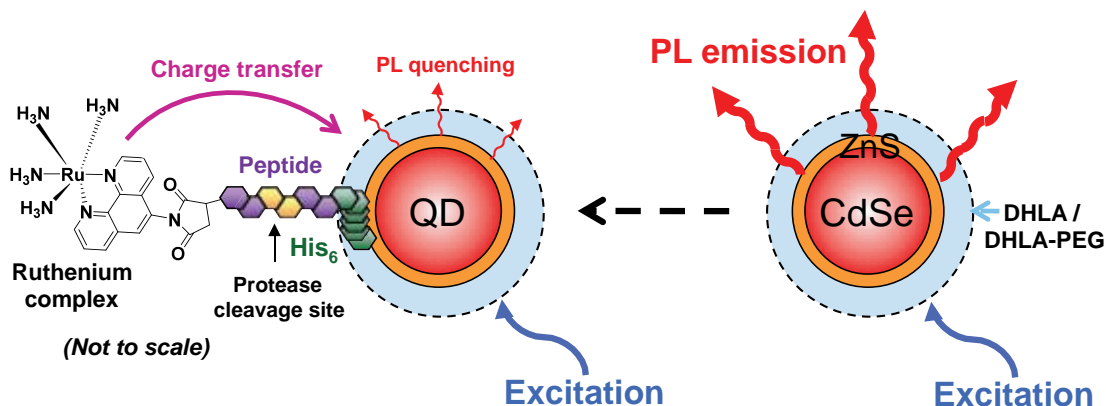 Charge transfer
PL quenching
PL emission
H₃N
H₃N
H₃N
H₃N
Ru
N
N
N
O
O
Peptide
QD
ZnS
CdSe
His₆
DHLA /
DHLA-PEG
Ruthenium
complex
Protease
cleavage site
(Not to scale)
Excitation
Excitation